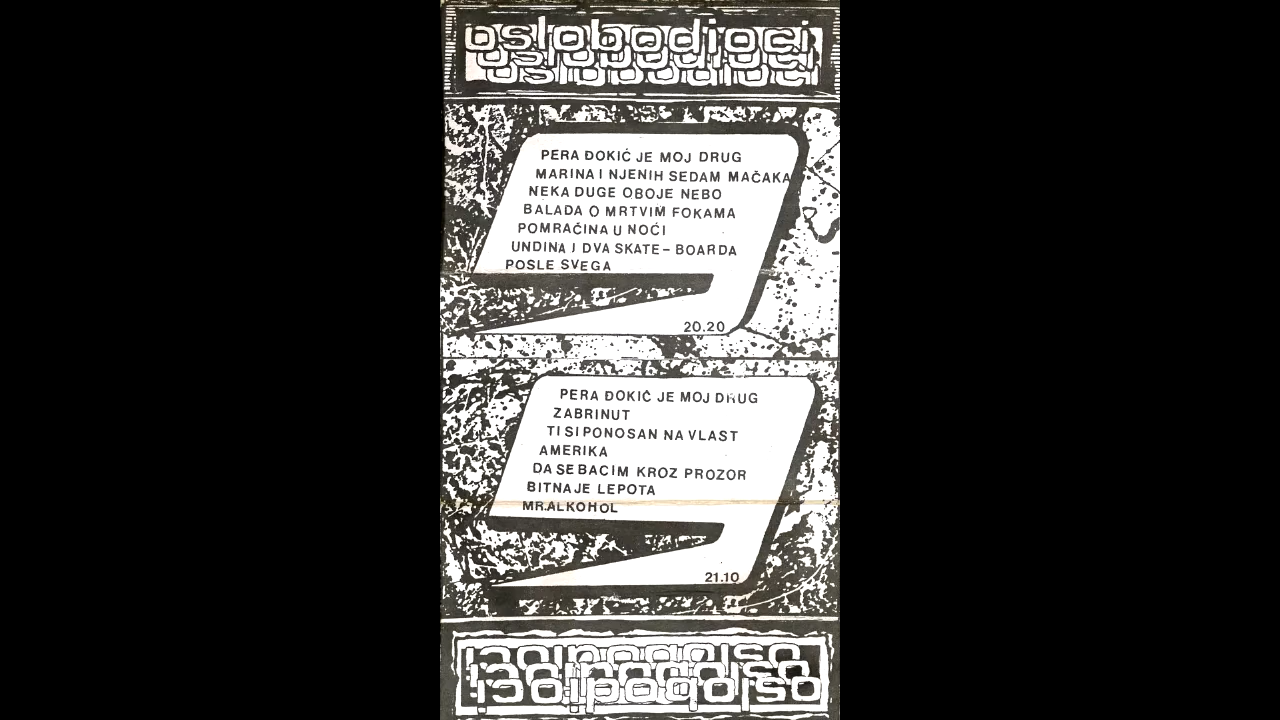 oslobodioci
oslobodioci
oslobodioci
PERA ĐOKIĆ JE MOJ DRUG
MARINA I NJENIH SEDAM MAČAKA
NEKA DUGE OBOJE NEBO
BALADA O MRTVIM FOKAMA
POMRAČINA U NOĆI
UNDINA I DVA SKATE-BOARDA
POSLE SVEGA
20.20
PERA ĐOKIĆ JE MOJ DRUG
ZABRINUT
TI SI PONOSAN NA VLAST
AMERIKA
DA SE BACIM KROZ PROZOR
BITNA JE LEPOTA
MR.ALKOHOL
21.10
oslobodioci
oslobodioci
oslobodioci